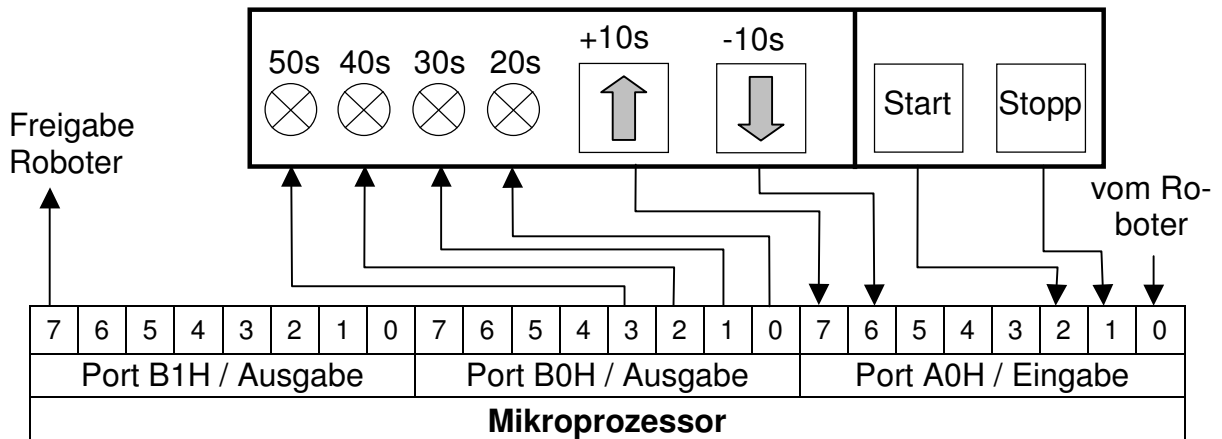 +10s -10s
50s 40s 30s 20s
Start Stopp
Freigabe
Roboter
vom Ro-
boter
7 6 5 4 3 2 1 0 7 6 5 4 3 2 1 0 7 6 5 4 3 2 1 0
Port B1H / Ausgabe Port B0H / Ausgabe Port A0H / Eingabe
Mikroprozessor